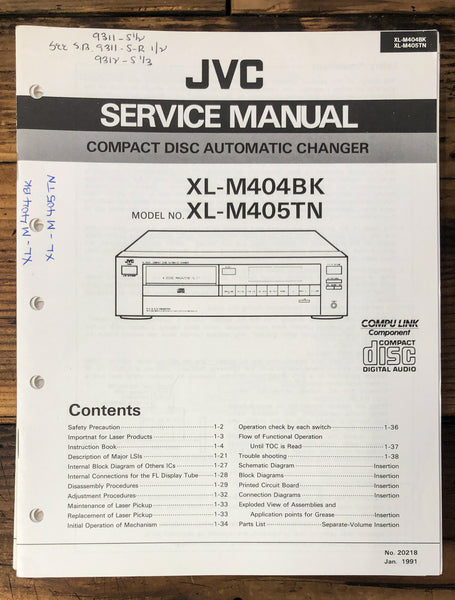 9311-S½
See S.B. 9311-S-R 1/2
9312-S 1/3
XL-M404BK
XL-M405TN
JVC
SERVICE MANUAL
COMPACT DISC AUTOMATIC CHANGER
XL-M404BK
XL-M405TN
XL-M404BK
MODEL NO. XL-M405TN
COMPU LINK
Component
COMPACT
disc
DIGITAL AUDIO
Contents
Safety Precaution 1-2
Importnat for Laser Products 1-3
Instruction Book 1-4
Description of Major LSIs 1-21
Internal Block Diagram of Others ICs 1-27
Internal Connections for the FL Display Tube 1-28
Disassembly Procedures 1-29
Adjustment Procedures 1-32
Maintenance of Laser Pickup 1-33
Replacement of Laser Pickup 1-33
Initial Operation of Mechanism 1-34
Operation check by each switch 1-36
Flow of Functional Operation
Until TOC is Read 1-37
Trouble shooting 1-38
Schematic Diagram Insertion
Block Diagrams Insertion
Printed Circuit Board Insertion
Connection Diagrams Insertion
Exploded View of Assemblies and
Application points for Grease Insertion
Parts List Separate-Volume Insertion
No. 20218
Jan. 1991